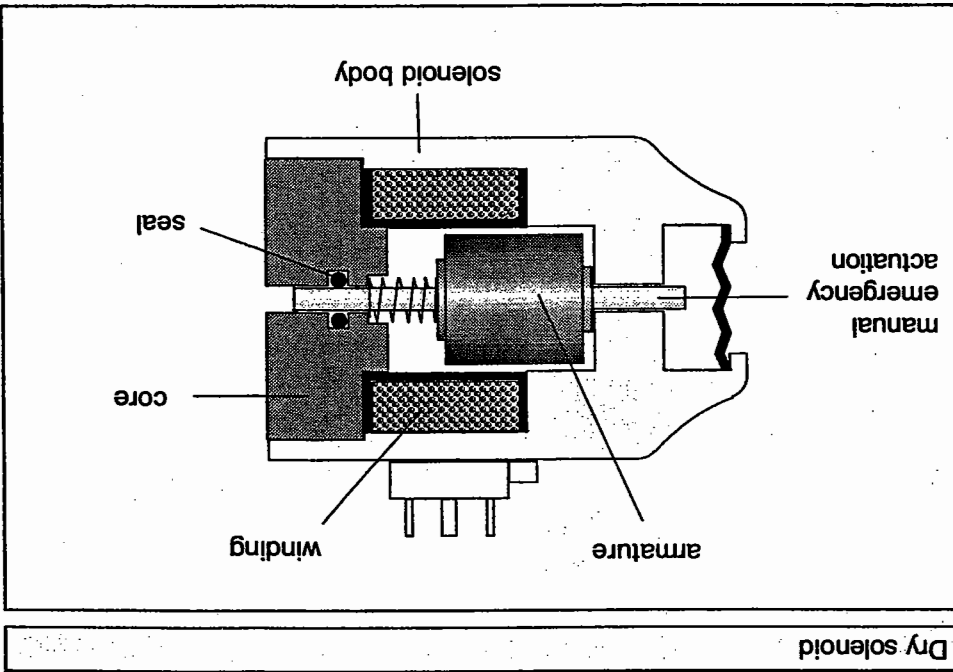 Dry solenoid
armature
winding
core
manual
emergency
actuation
seal
solenoid body